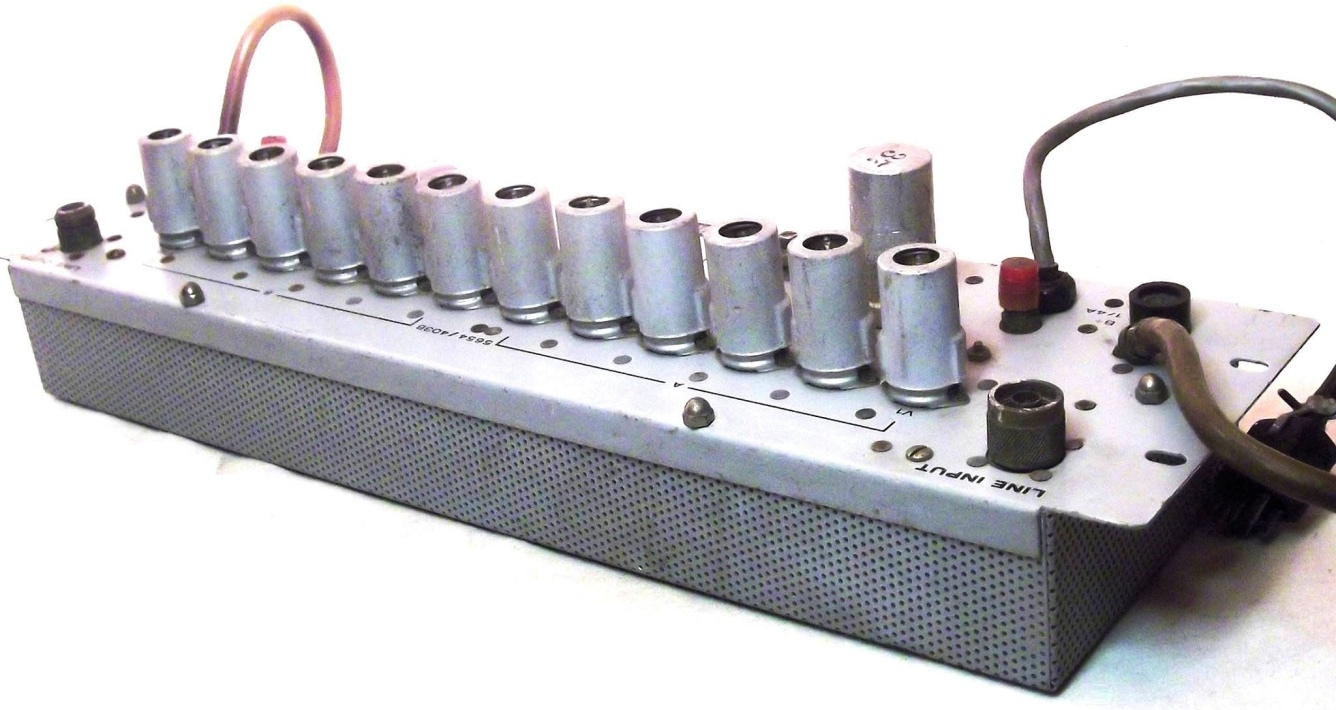 LINE INPUT
V1
A
5654/403B
B+
1/4A